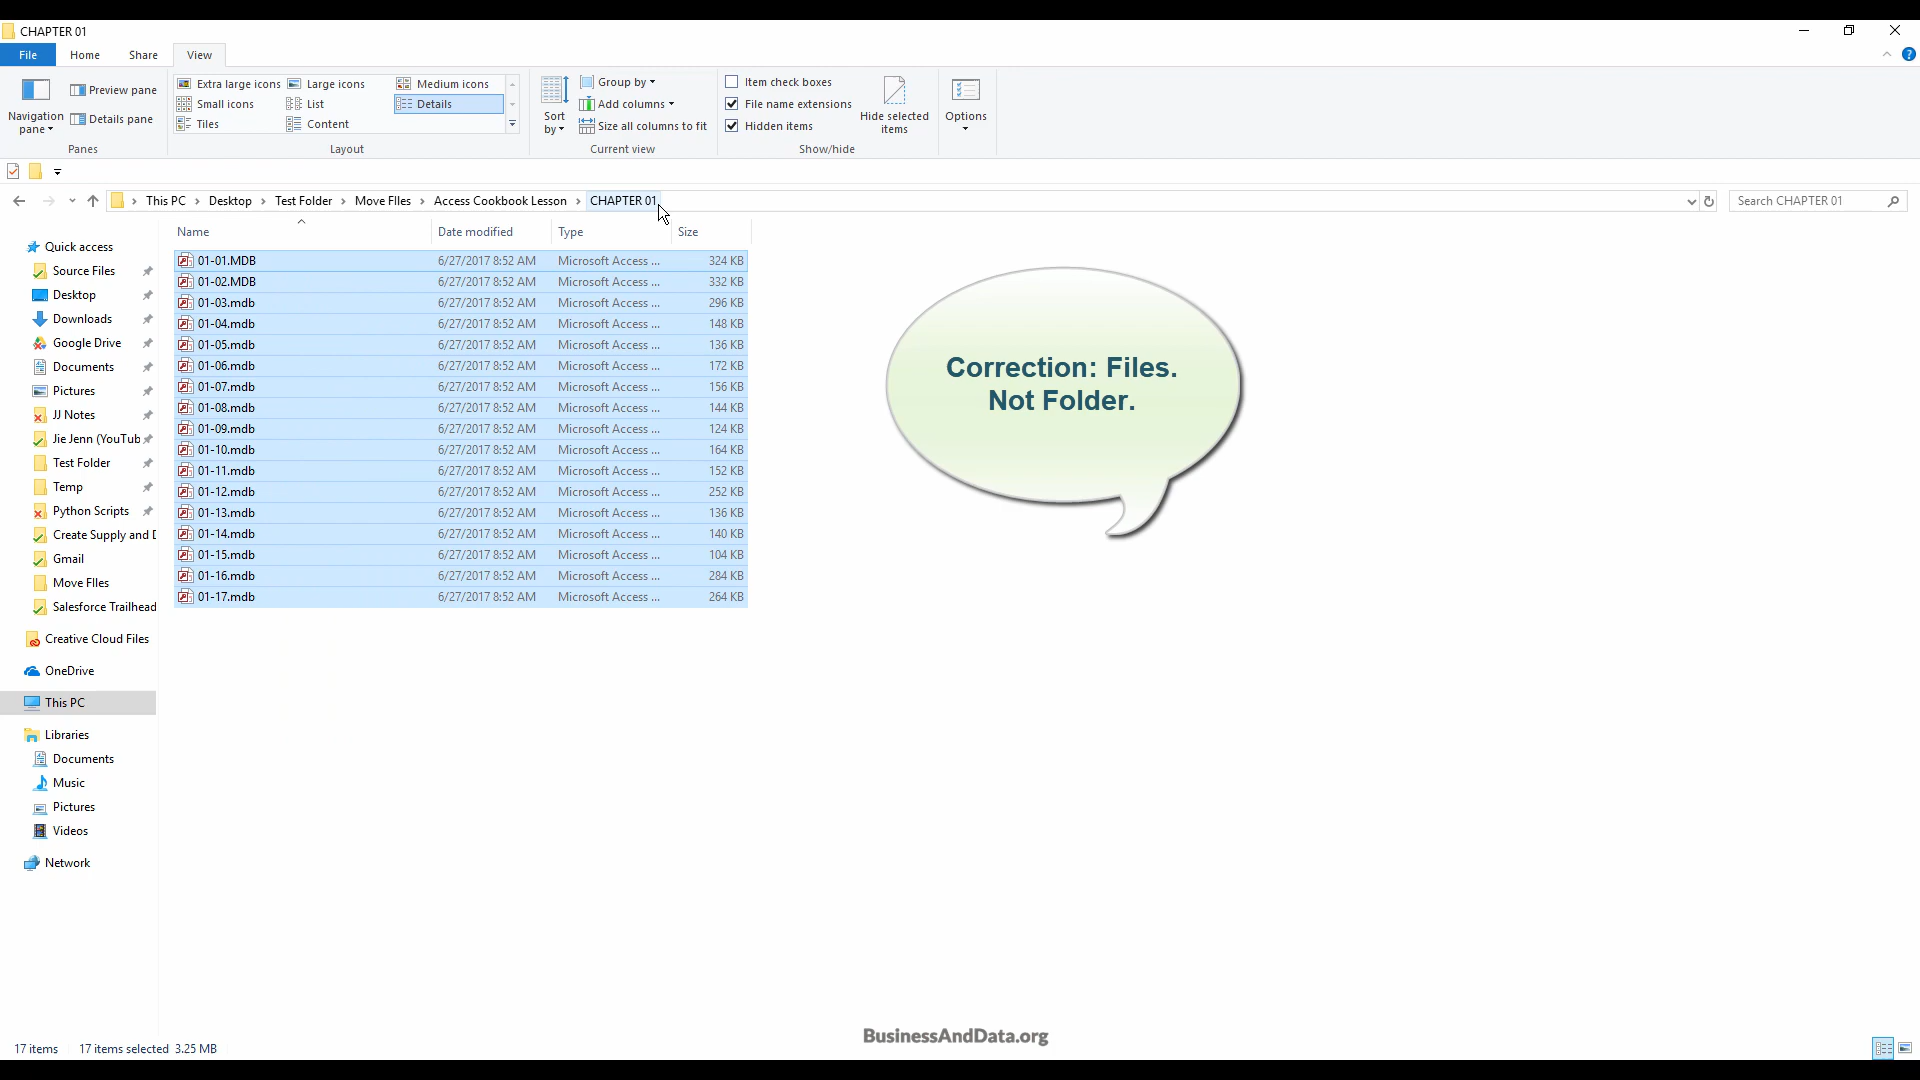 CHAPTER 01
File Home Share View
Navigation pane
Preview pane
Details pane
Panes
Extra large icons Large icons Medium icons
Small icons List Details
Tiles Content
Layout
Sort by
Group by
Add columns
Size all columns to fit
Current view
Item check boxes
File name extensions
Hidden items
Hide selected items
Show/hide
Options
This PC > Desktop > Test Folder > Move FIles > Access Cookbook Lesson > CHAPTER 01
Search CHAPTER 01
Name Date modified Type Size
01-01.MDB 6/27/2017 8:52 AM Microsoft Access ... 324 KB
01-02.MDB 6/27/2017 8:52 AM Microsoft Access ... 332 KB
01-03.mdb 6/27/2017 8:52 AM Microsoft Access ... 296 KB
01-04.mdb 6/27/2017 8:52 AM Microsoft Access ... 148 KB
01-05.mdb 6/27/2017 8:52 AM Microsoft Access ... 136 KB
01-06.mdb 6/27/2017 8:52 AM Microsoft Access ... 172 KB
01-07.mdb 6/27/2017 8:52 AM Microsoft Access ... 156 KB
01-08.mdb 6/27/2017 8:52 AM Microsoft Access ... 144 KB
01-09.mdb 6/27/2017 8:52 AM Microsoft Access ... 124 KB
01-10.mdb 6/27/2017 8:52 AM Microsoft Access ... 164 KB
01-11.mdb 6/27/2017 8:52 AM Microsoft Access ... 152 KB
01-12.mdb 6/27/2017 8:52 AM Microsoft Access ... 252 KB
01-13.mdb 6/27/2017 8:52 AM Microsoft Access ... 136 KB
01-14.mdb 6/27/2017 8:52 AM Microsoft Access ... 140 KB
01-15.mdb 6/27/2017 8:52 AM Microsoft Access ... 104 KB
01-16.mdb 6/27/2017 8:52 AM Microsoft Access ... 284 KB
01-17.mdb 6/27/2017 8:52 AM Microsoft Access ... 264 KB
Quick access
Source Files
Desktop
Downloads
Google Drive
Documents
Pictures
JJ Notes
Jie Jenn (YouTub
Test Folder
Temp
Python Scripts
Create Supply and D
Gmail
Move FIles
Salesforce Trailhead
Creative Cloud Files
OneDrive
This PC
Libraries
Documents
Music
Pictures
Videos
Network
Correction: Files.
Not Folder.
BusinessAndData.org
17 items 17 items selected 3.25 MB